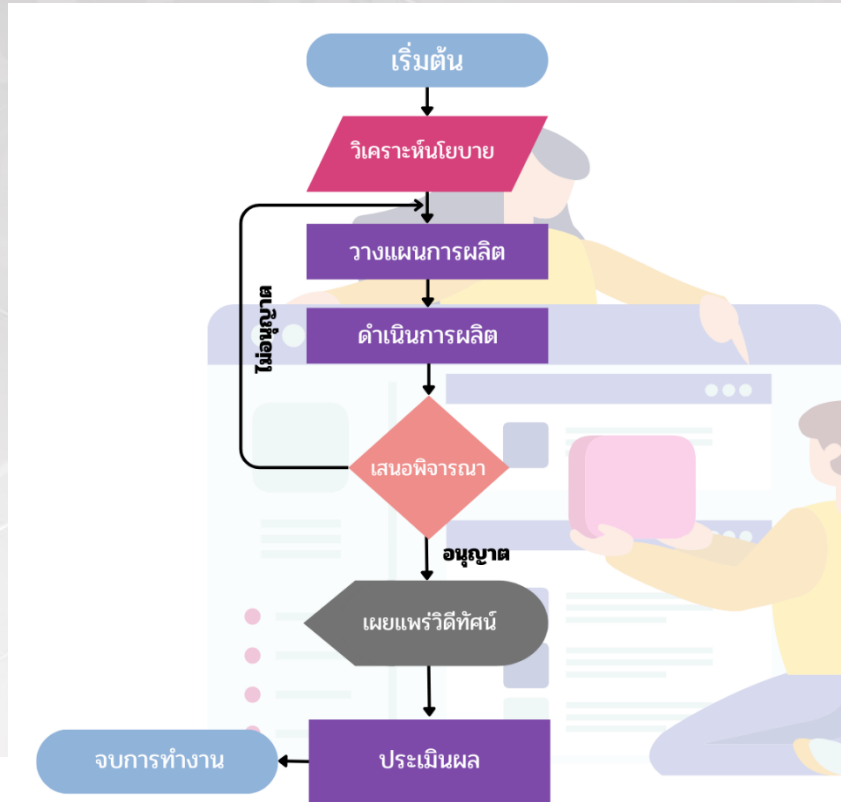 เริ่มต้น
วิเคราะห์นโยบาย
วางแผนการผลิต
ดำเนินการผลิต
ไม่อนุญาต
เสนอพิจารณา
อนุญาต
เผยแพร่วิดีทัศน์
ประเมินผล
จบการทำงาน